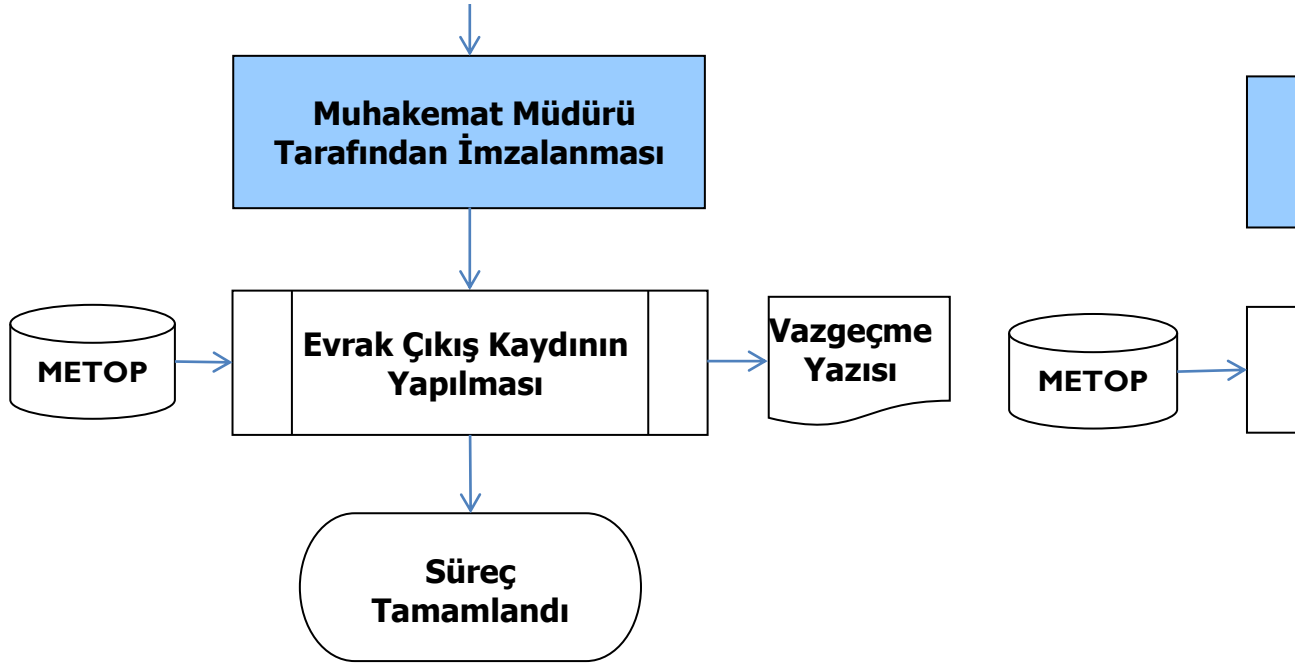 Muhakemat Müdürü
Tarafından İmzalanması
METOP
Evrak Çıkış Kaydının
Yapılması
Vazgeçme
Yazısı
METOP
Süreç
Tamamlandı